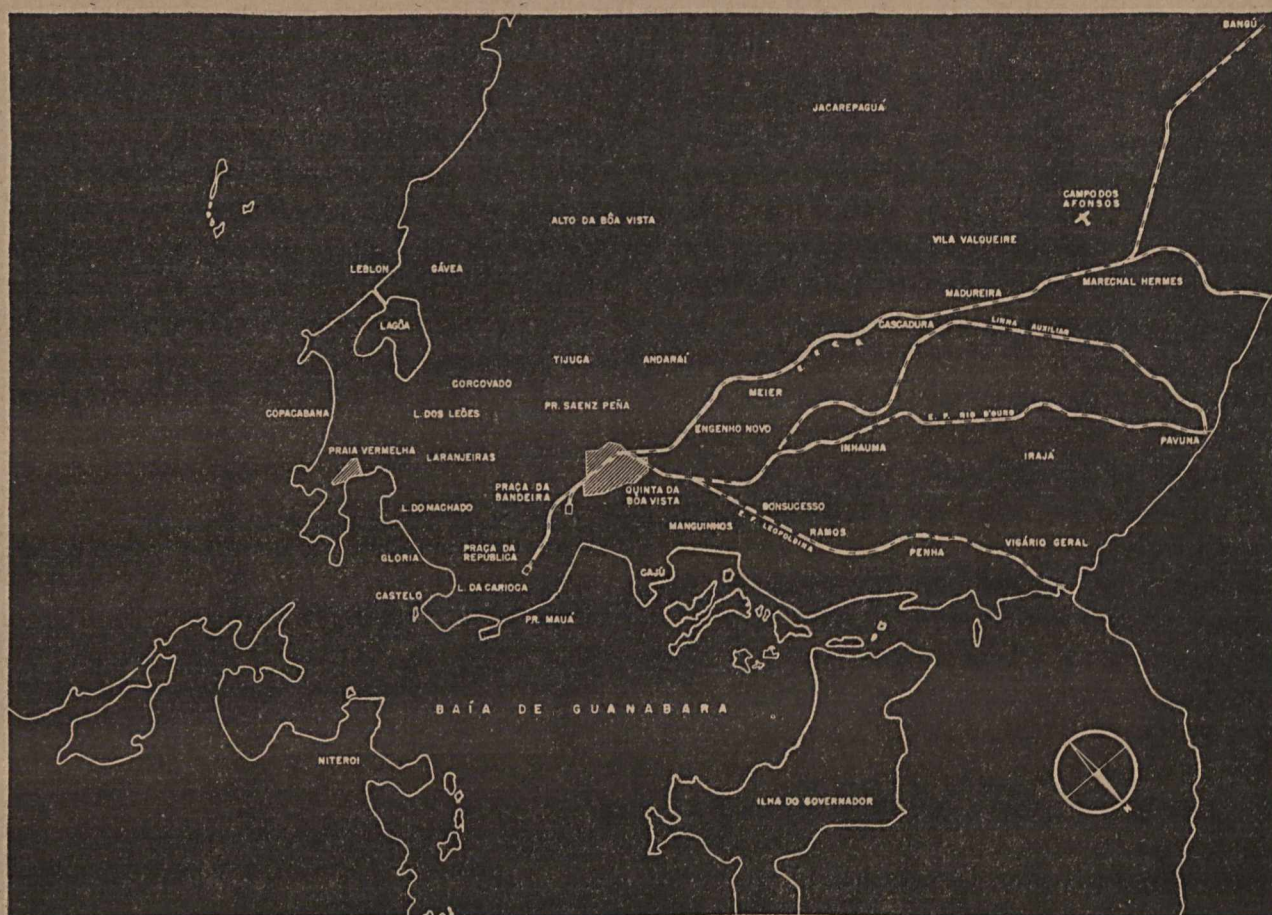 BANGÚ
JACAREPAGUÁ
CAMPO DOS
AFONSOS
ALTO DA BÔA VISTA
VILA VALQUEIRE
LEBLON
GÁVEA
MARECHAL HERMES
MADUREIRA
LAGÔA
CASCADURA
LINHA AUXILIAR
TIJUCA
ANDARAÍ
E. F. C. B.
CORCOVADO
MEIER
COPACABANA
L. DOS LEÕES
PR. SAENZ PEÑA
E. F. RIO D'OURO
ENGENHO NOVO
PAVUNA
PRAIA VERMELHA
LARANJEIRAS
INHAUMA
IRAJÁ
PRAÇA DA
BANDEIRA
QUINTA DA
BÔA VISTA
L. DO MACHADO
BONSUCESSO
MANGUINHOS
E. F. LEOPOLDINA
RAMOS
VIGÁRIO GERAL
PRAÇA DA
REPÚBLICA
PENHA
GLORIA
CAJÚ
L. DA CARIOCA
CASTELO
PR. MAUÁ
BAÍA DE GUANABARA
NITEROI
ILHA DO GOVERNADOR
N